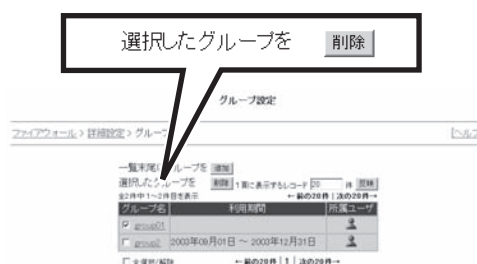 選択したグループを 削除
グループ設定
ファイアウォール > 詳細設定 > グルー
[ヘルプ
一覧末尾に ループを 追加
選択した ループを 削除 1頁に表示するレコード 20 件 反映
全2件中1～2件目を表示 ←前の20件 | 次の20件→
グループ名 利用期間 所属ユーザ
group01
group2 2003年09月01日 ～ 2003年12月31日
全選択/解除 ←前の20件 | 1 | 次の20件→